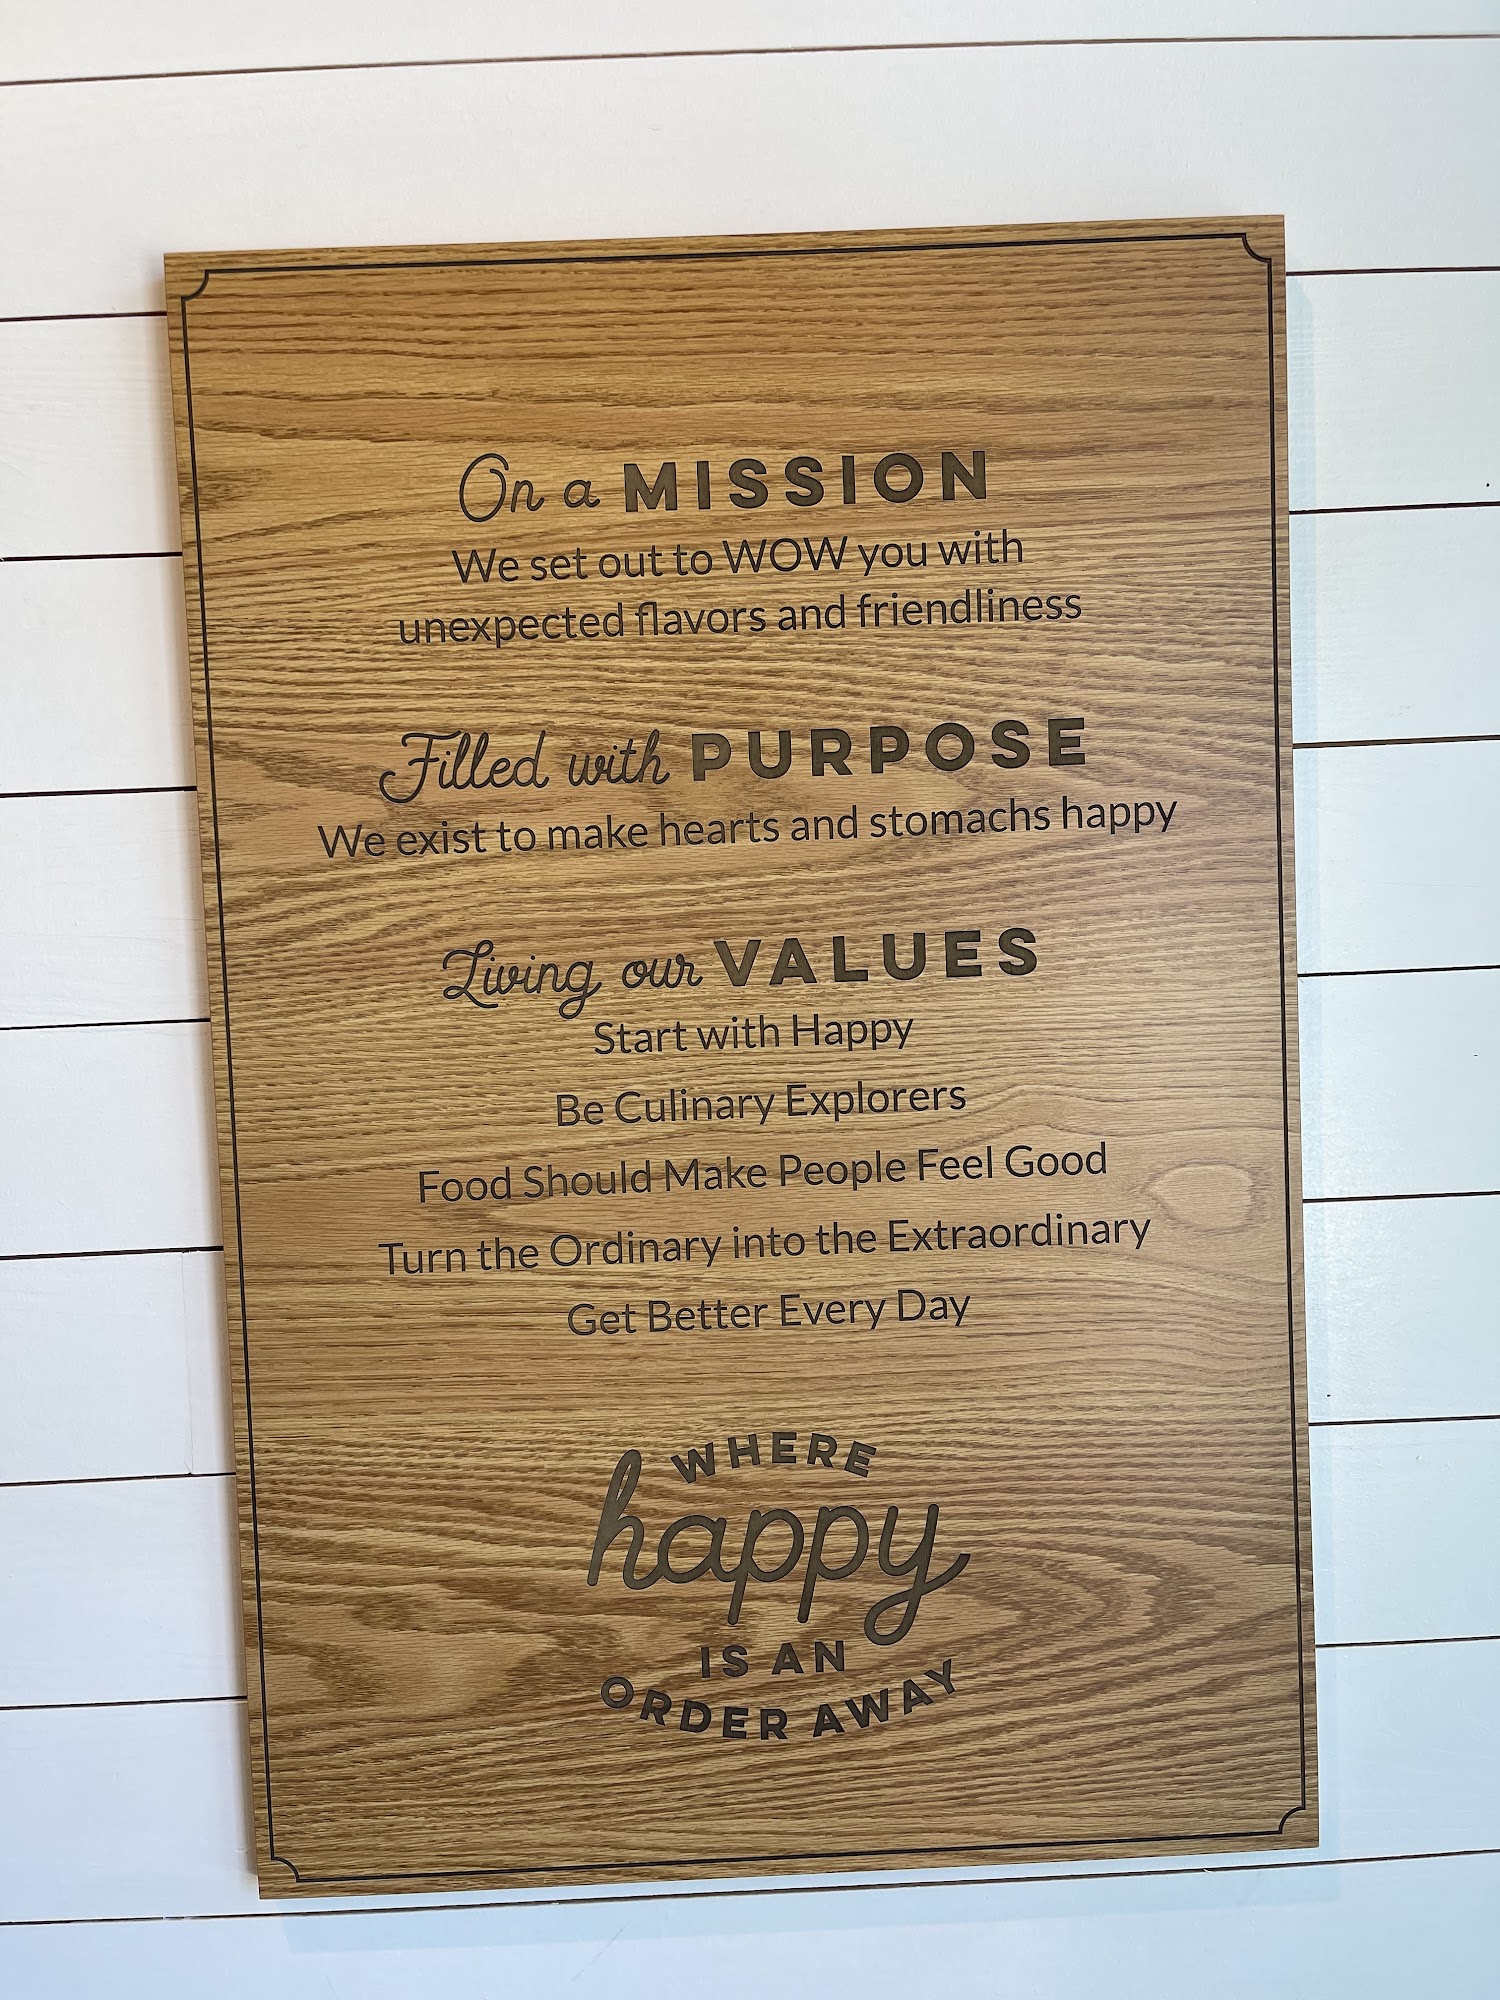 On a MISSION
We set out to WOW you with
unexpected flavors and friendliness
Filled with PURPOSE
We exist to make hearts and stomachs happy
Living our VALUES
Start with Happy
Be Culinary Explorers
Food Should Make People Feel Good
Turn the Ordinary into the Extraordinary
Get Better Every Day
WHERE
happy
IS AN
ORDER AWAY